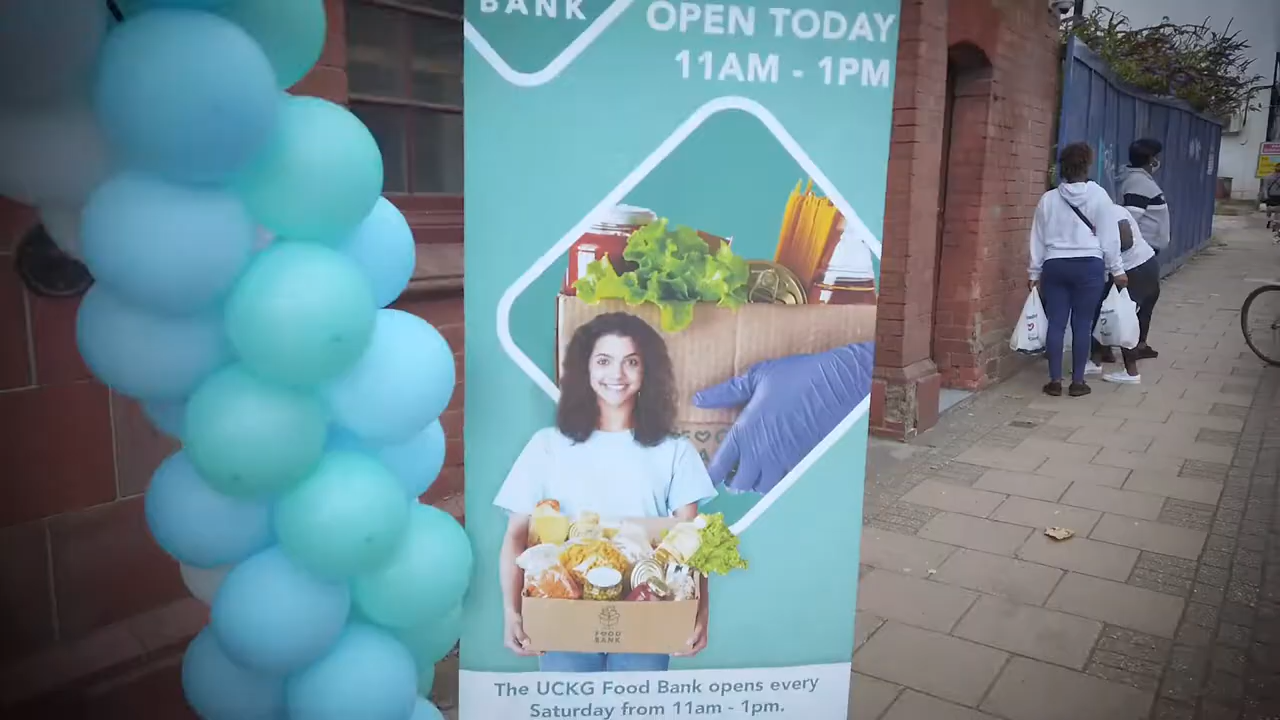 BANK
OPEN TODAY
11AM - 1PM
FOOD
BANK
The UCKG Food Bank opens every
Saturday from 11am - 1pm.